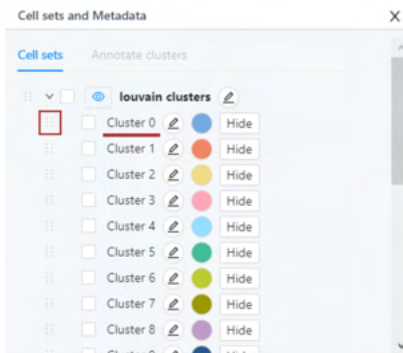 Cell sets and Metadata X
Cell sets Annotate clusters
louvain clusters
Cluster 0 Hide
Cluster 1 Hide
Cluster 2 Hide
Cluster 3 Hide
Cluster 4 Hide
Cluster 5 Hide
Cluster 6 Hide
Cluster 7 Hide
Cluster 8 Hide